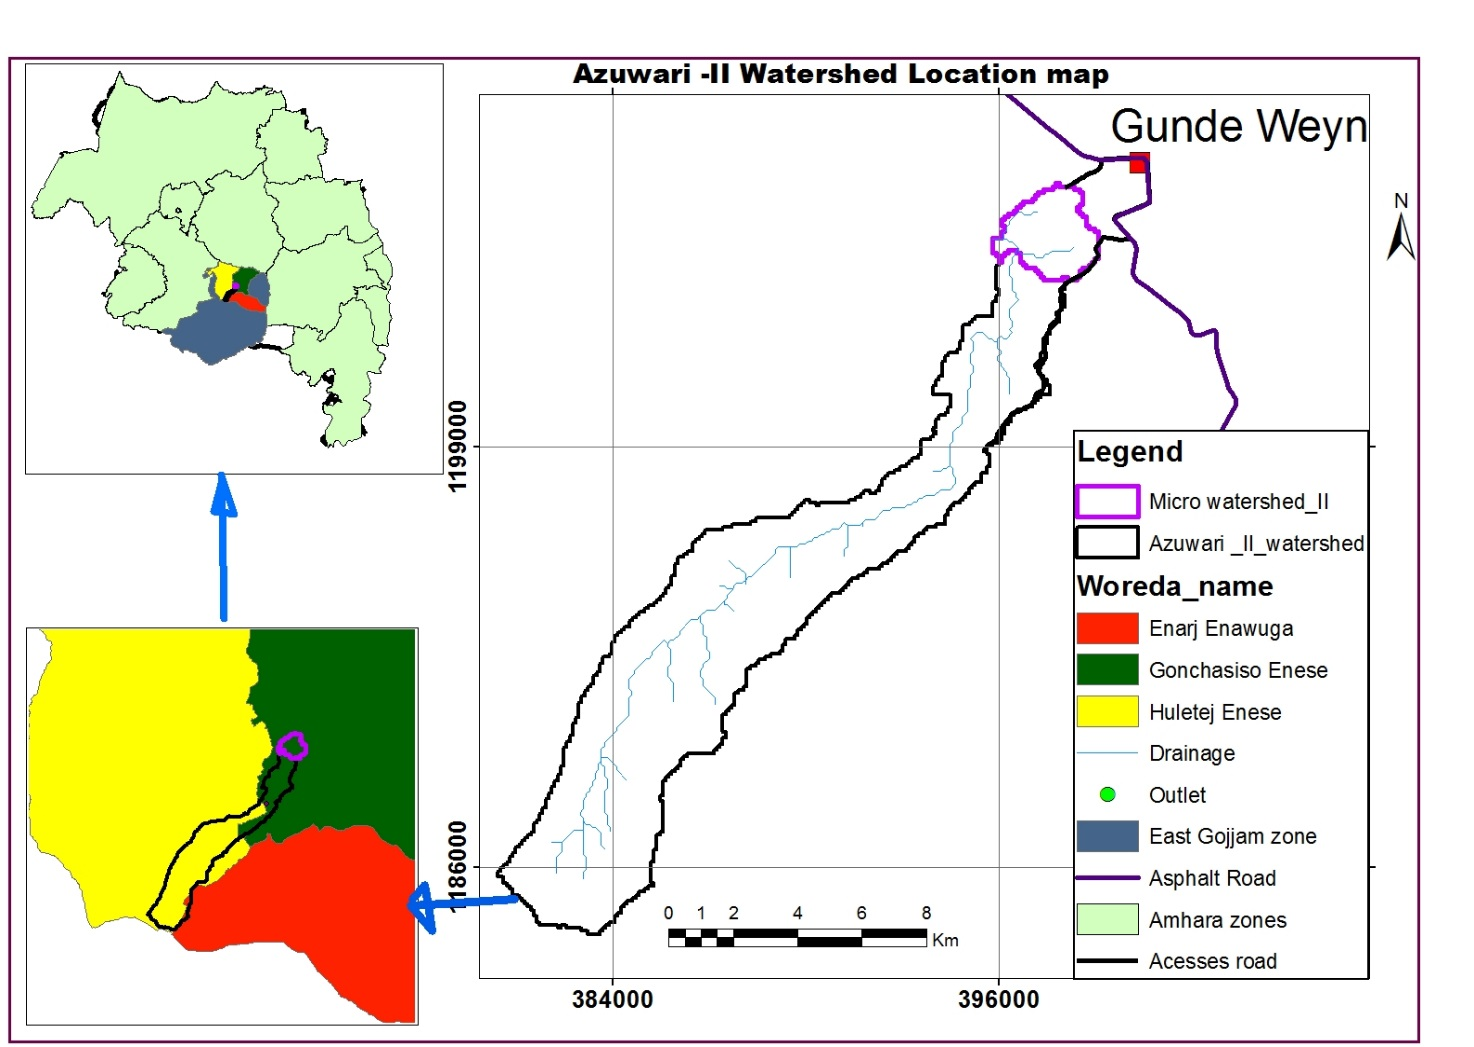 Azuwari -II Watershed Location map
Gunde Weyn
N
1199000
Legend
Micro watershed_II
Azuwari _II_watershed
Woreda_name
Enarj Enawuga
Gonchasiso Enese
Huletej Enese
Drainage
Outlet
East Gojjam zone
Asphalt Road
Amhara zones
Acesses road
1186000
0 1 2 4 6 8
Km
384000 396000